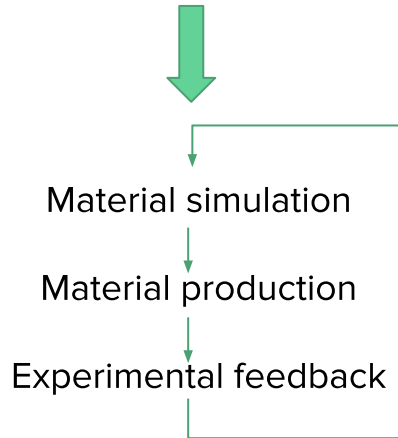 Material simulation
Material production
Experimental feedback